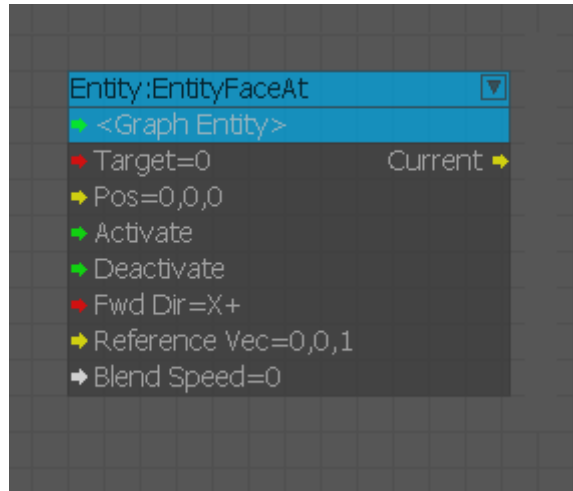 Entity:EntityFaceAt
<Graph Entity>
Target=0 Current
Pos=0,0,0
Activate
Deactivate
Fwd Dir=X+
Reference Vec=0,0,1
Blend Speed=0